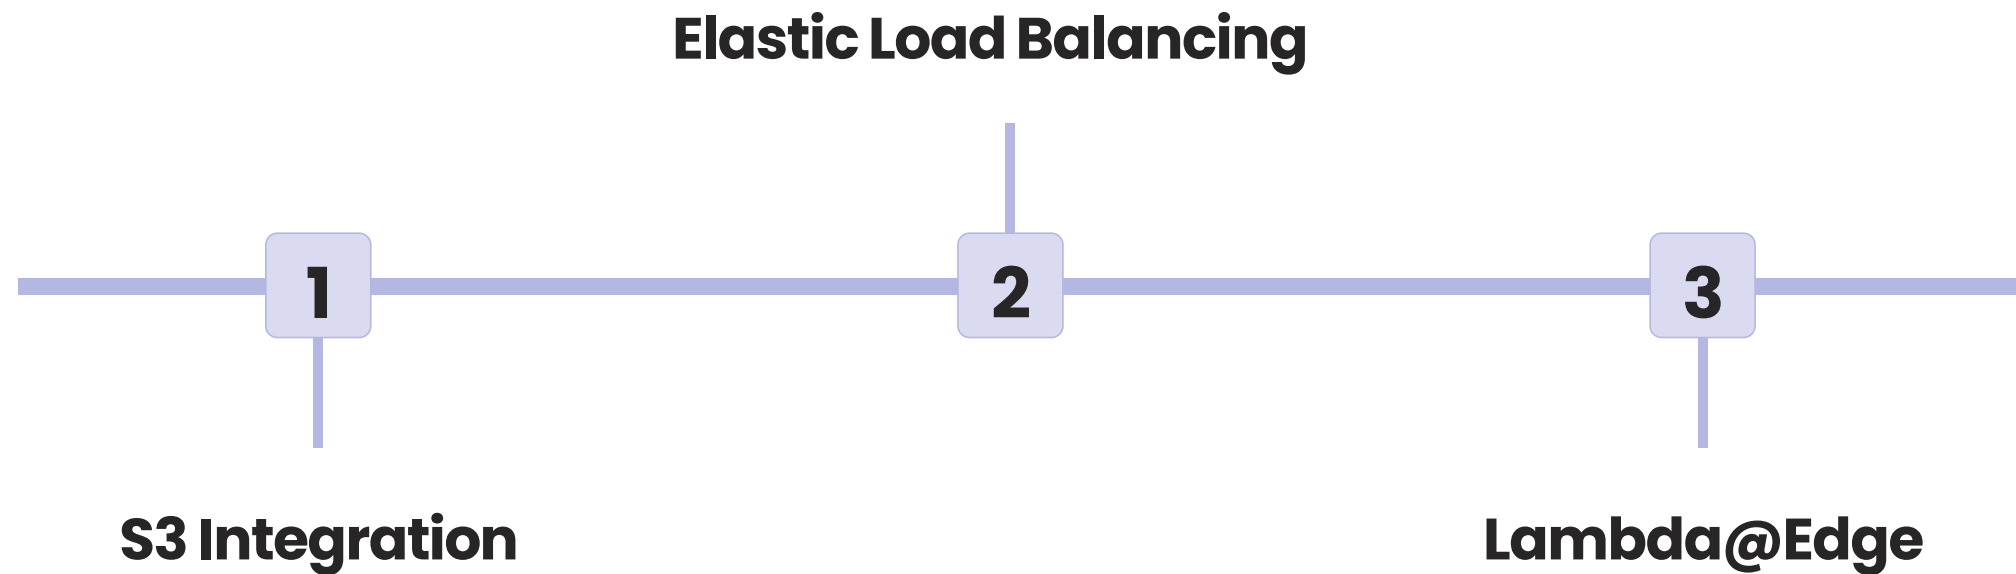 Elastic Load Balancing
1
2
3
S3 Integration
Lambda@Edge